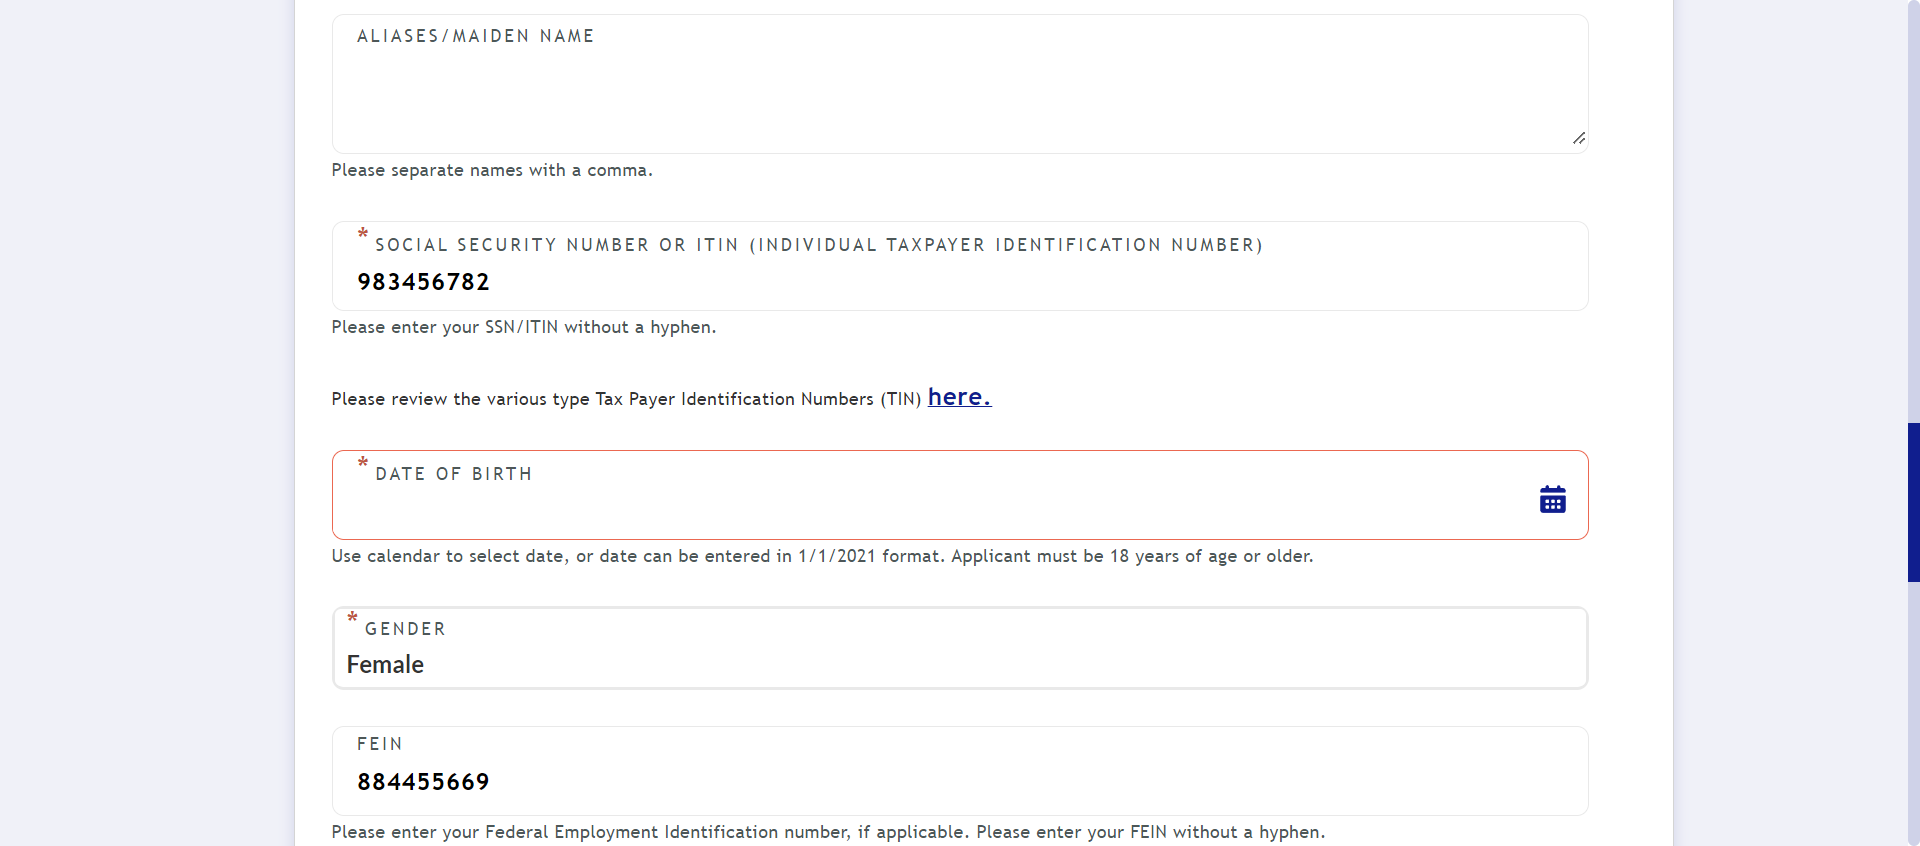 ALIASES/MAIDEN NAME
Please separate names with a comma.
* SOCIAL SECURITY NUMBER OR ITIN (INDIVIDUAL TAXPAYER IDENTIFICATION NUMBER)
983456782
Please enter your SSN/ITIN without a hyphen.
Please review the various type Tax Payer Identification Numbers (TIN) here.
* DATE OF BIRTH
Use calendar to select date, or date can be entered in 1/1/2021 format. Applicant must be 18 years of age or older.
* GENDER
Female
FEIN
884455669
Please enter your Federal Employment Identification number, if applicable. Please enter your FEIN without a hyphen.